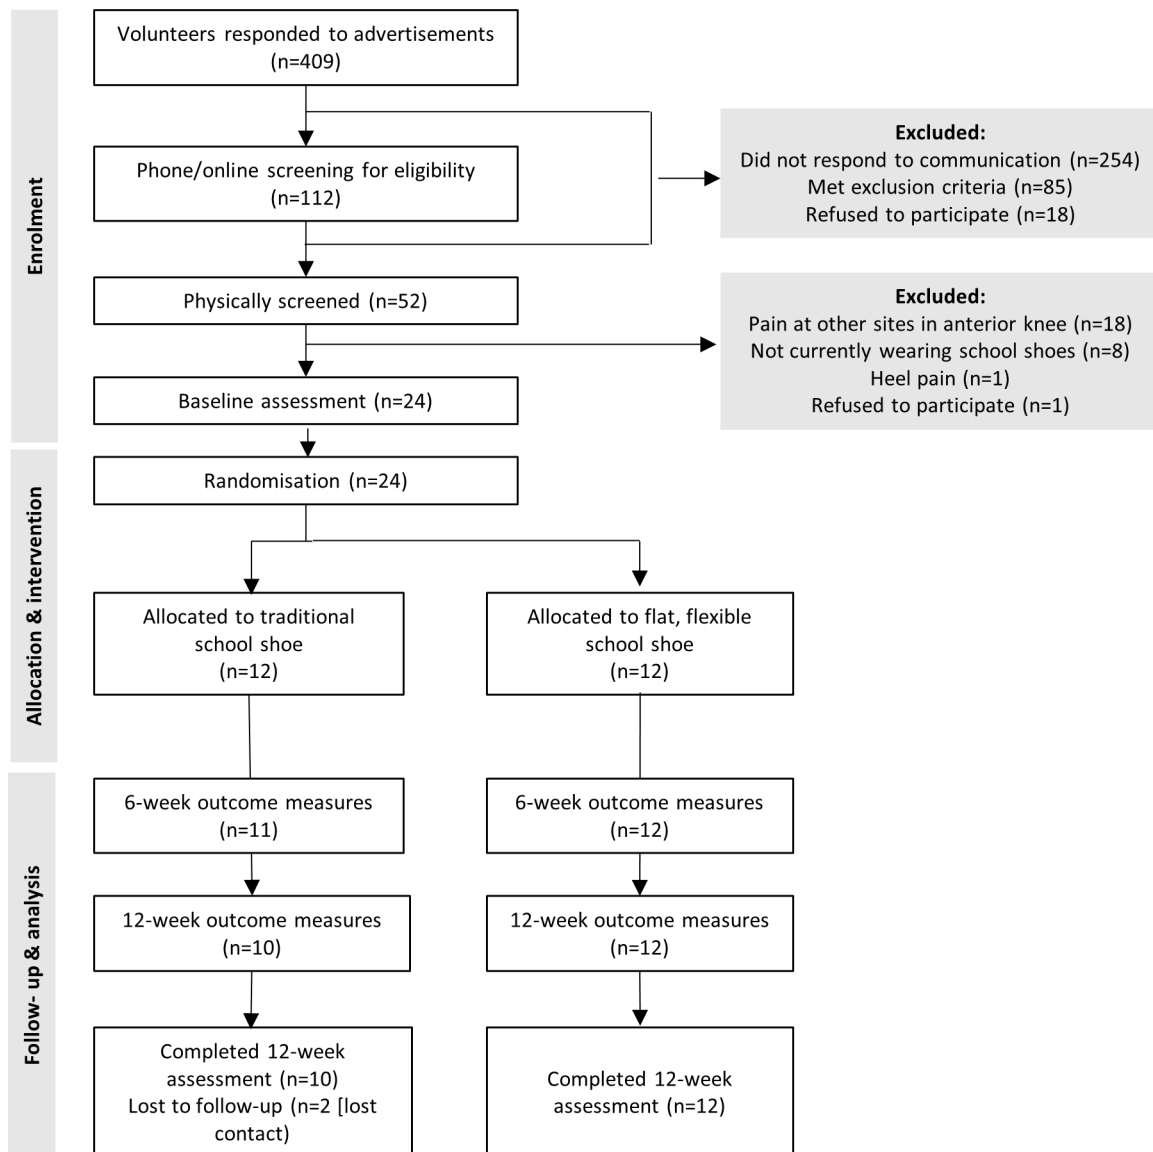 Volunteers responded to advertisements
(n=409)
Phone/online screening for eligibility
(n=112)
Excluded:
Did not respond to communication (n=254)
Met exclusion criteria (n=85)
Refused to participate (n=18)
Enrolment
Physically screened (n=52)
Excluded:
Pain at other sites in anterior knee (n=18)
Not currently wearing school shoes (n=8)
Heel pain (n=1)
Refused to participate (n=1)
Baseline assessment (n=24)
Randomisation (n=24)
Allocation & intervention
Allocated to traditional
school shoe
(n=12)
Allocated to flat, flexible
school shoe
(n=12)
Follow- up & analysis
6-week outcome measures
(n=11)
6-week outcome measures
(n=12)
12-week outcome measures
(n=10)
12-week outcome measures
(n=12)
Completed 12-week
assessment (n=10)
Lost to follow-up (n=2 [lost
contact)
Completed 12-week
assessment (n=12)